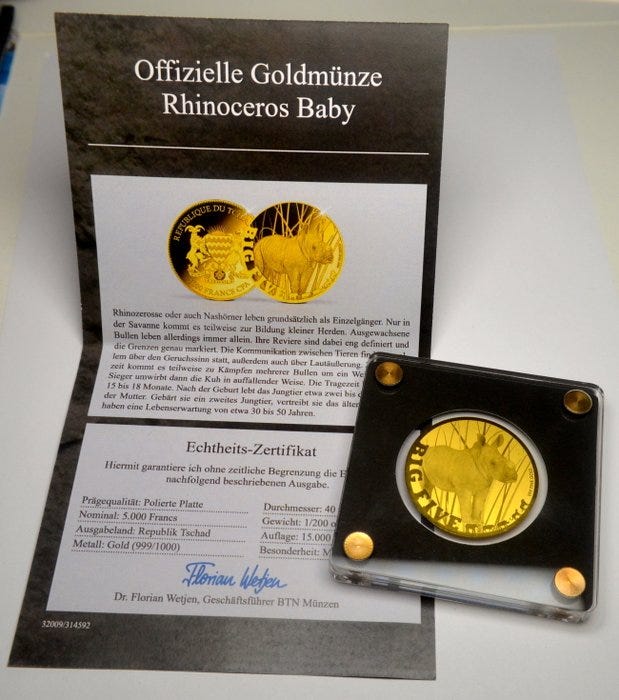 Offizielle Goldmünze
Rhinoceros Baby
REPUBLIQUE DU
FRANCS CFA
BIG
Rhinozerosse oder auch Nashörner leben grundsätzlich als Einzelgänger. Nur in
der Savanne kommt es teilweise zur Bildung kleiner Herden. Ausgewachsene
Bullen leben allerdings immer allein. Ihre Reviere sind dabei eng definiert und
die Grenzen genau markiert. Die Kommunikation zwischen Tieren
lem über den Geruchssinn statt, außerdem auch über Lautäußerung.
zeit kommt es teilweise zu Kämpfen mehrerer Bullen um ein
Sieger umwirbt dann die Kuh in auffallender Weise. Die Tragezeit
15 bis 18 Monate. Nach der Geburt lebt das Jungtier etwa zwei bis
der Mutter. Gebärt sie ein zweites Jungtier, vertreibt sie das
haben eine Lebenserwartung von etwa 30 bis 50 Jahren.
Echtheits-Zertifikat
Hiermit garantiere ich ohne zeitliche Begrenzung die
nachfolgend beschriebenen Ausgabe.
Prägequalität: Polierte Platte
Nominal: 5.000 Francs
Ausgabeland: Republik Tschad
Metall: Gold (999/1000)
Durchmesser: 40
Gewicht: 1/200
Auflage: 15.000
Besonderheit:
Florian Wetjen
Dr. Florian Wetjen, Geschäftsführer BTN Münzen
32009/314592
BIG FIVE